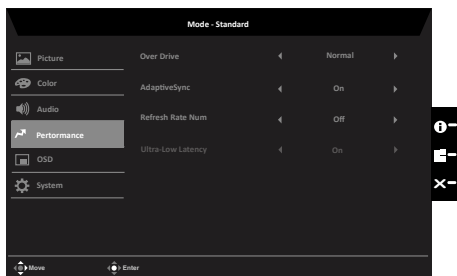 Mode - Standard
Picture
Over Drive Normal
Color
AdaptiveSync On
Audio
Refresh Rate Num Off
Pertormance
Ultra-Low Latency On
OSD
System
Move Enter